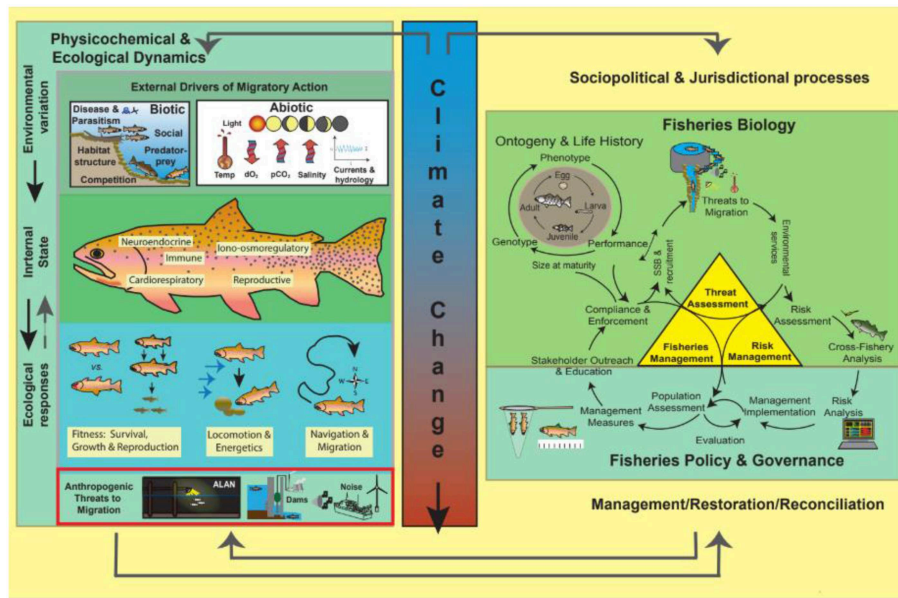 Physicochemical &
Ecological Dynamics
Environmental
variation
Inrternal
State
Ecological
responses
External Drivers of Migratory Action
Disease &
Parasitism
Biotic
Social
Habitat
structure
Predator-
prey
Competition
Abiotic
Light
Temp
dO₂
pCO₂
Salinity
Currents &
hydrology
Neuroendocrine
Iono-osmoregulatory
Immune
Cardiorespiratory
Reproductive
vs.
N
W
E
S
Fitness: Survival,
Growth & Reproduction
Locomotion &
Energetics
Navigation &
Migration
Anthropogenic
Threats to
Migration
ALAN
Dams
Noise
Climate Change
Sociopolitical & Jurisdictional processes
Fisheries Biology
Ontogeny & Life History
Phenotype
Egg
Adult
Larva
Juvenile
Genotype
Performance
Size at maturity
SSB &
recruitment
Threats to
Migration
Environmental
services
Compliance &
Enforcement
Threat
Assessment
Fisheries
Management
Risk
Management
Risk
Assessment
Cross-Fishery
Analysis
Stakeholder Outreach
& Education
Population
Assessment
Management
Implementation
Risk
Analysis
Management
Measures
Evaluation
Fisheries Policy & Governance
Management/Restoration/Reconciliation